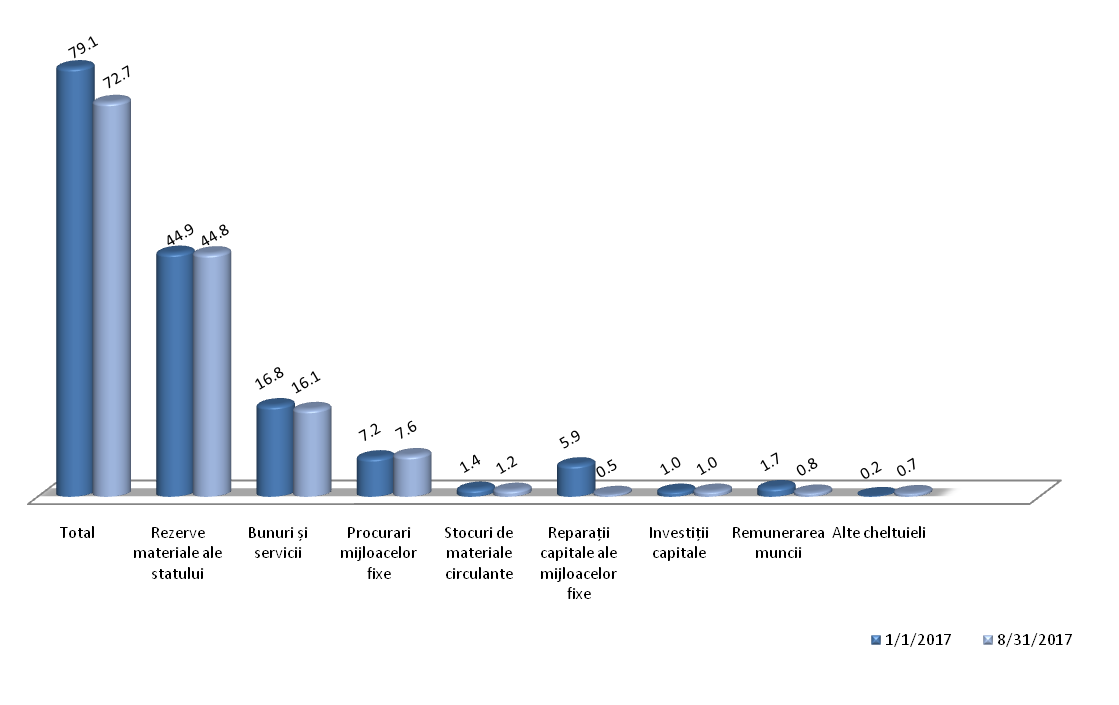 79.1
72.7
44.9
44.8
16.8
16.1
7.2
7.6
1.4
1.2
5.9
0.5
1.0
1.0
1.7
0.8
0.2
0.7
Total
Rezerve
materiale ale
statului
Bunuri și
servicii
Procurari
mijloacelor
fixe
Stocuri de
materiale
circulante
Reparații
capitale ale
mijloacelor
fixe
Investiții
capitale
Remunerarea
muncii
Alte cheltuieli
1/1/2017
8/31/2017